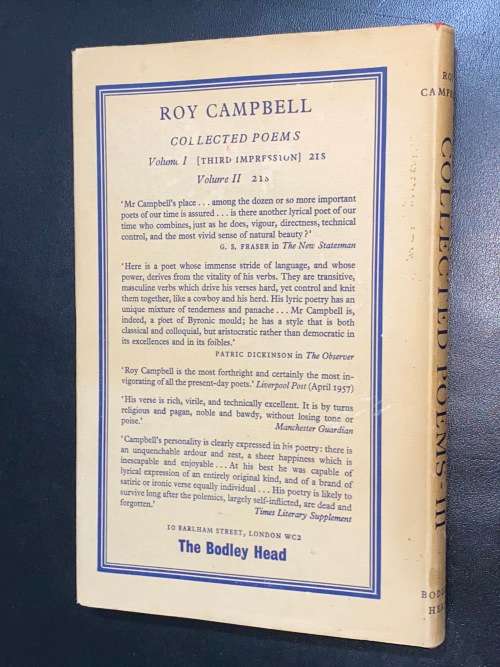 ROY CAMPBELL
COLLECTED POEMS
Volume I [THIRD IMPRESSION] 21S
Volume II 21S
'Mr Campbell's place . . . among the dozen or so more important
poets of our time is assured . . . is there another lyrical poet of our
time who combines, just as he does, vigour, directness, technical
control, and the most vivid sense of natural beauty?'
G. S. FRASER in The New Statesman
'Here is a poet whose immense stride of language, and whose
power, derives from the vitality of his verbs. They are transitive,
masculine verbs which drive his verses hard, yet control and knit
them together, like a cowboy and his herd. His lyric poetry has an
unique mixture of tenderness and panache . . . Mr Campbell is,
indeed, a poet of Byronic mould; he has a style that is both
classical and colloquial, but aristocratic rather than democratic in
its excellences and in its foibles.'
PATRIC DICKINSON in The Observer
'Roy Campbell is the most forthright and certainly the most in-
vigorating of all the present-day poets.' Liverpool Post (April 1957)
'His verse is rich, virile, and technically excellent. It is by turns
religious and pagan, noble and bawdy, without losing tone or
poise.'
Manchester Guardian
'Campbell's personality is clearly expressed in his poetry: there is
an unquenchable ardour and zest, a sheer happiness which is
inescapable and enjoyable . . . At his best he was capable of
lyrical expression of an entirely original kind, and of a brand of
satiric or ironic verse equally individual . . . His poetry is likely to
survive long after the polemics, largely self-inflicted, are dead and
forgotten.'
Times Literary Supplement
10 EARLHAM STREET, LONDON WC2
The Bodley Head
RO
CAMP
COLLECTED POEMS · III
BOD
HE